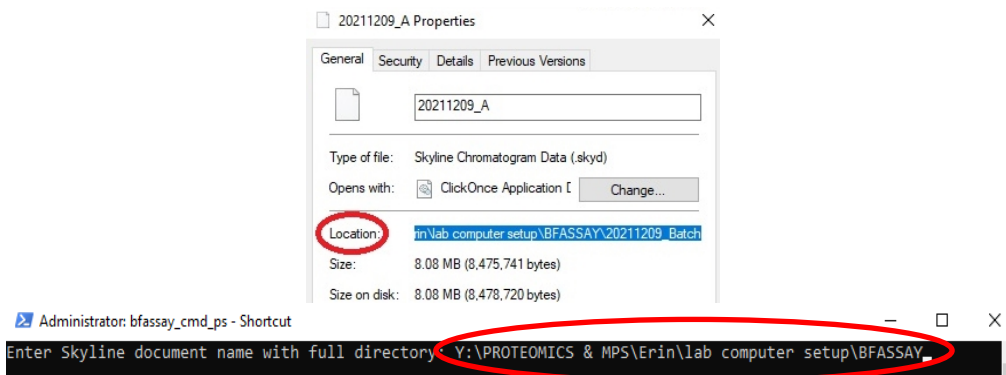 20211209_A Properties
General Security Details Previous Versions
20211209_A
Type of file: Skyline Chromatogram Data (.skyd)
Opens with: ClickOnce Application Change...
Location: \lab computer setup\BFASSAY\20211209_Batch
Size: 8.08 MB (8,475,741 bytes)
Size on disk: 8.08 MB (8,478,720 bytes)
Administrator: bfassay_cmd_ps - Shortcut
Enter Skyline document name with full directory: Y:\PROTEOMICS & MPS\Erin\lab computer setup\BFASSAY_